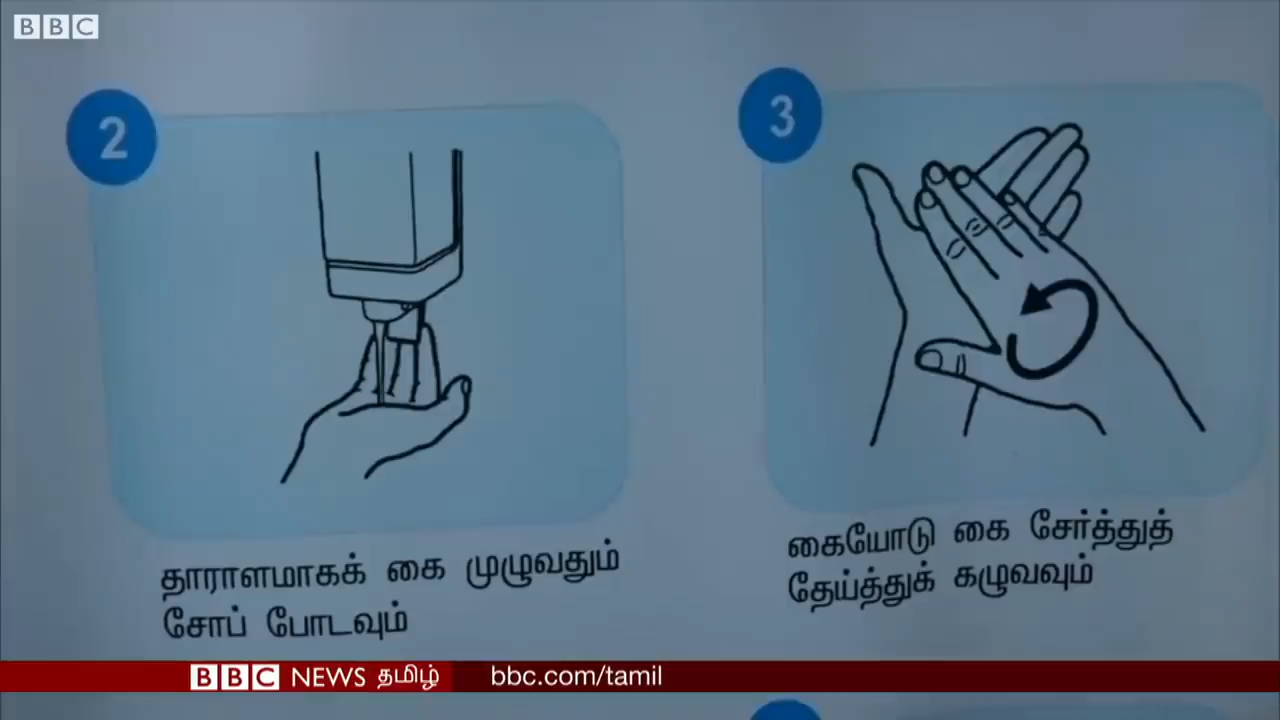 BBC
2
3
தாராளமாகக் கை முழுவதும்
சோப் போடவும்
கையோடு கை சேர்த்துத்
தேய்த்துக் கழுவவும்
BBC NEWS தமிழ் bbc.com/tamil